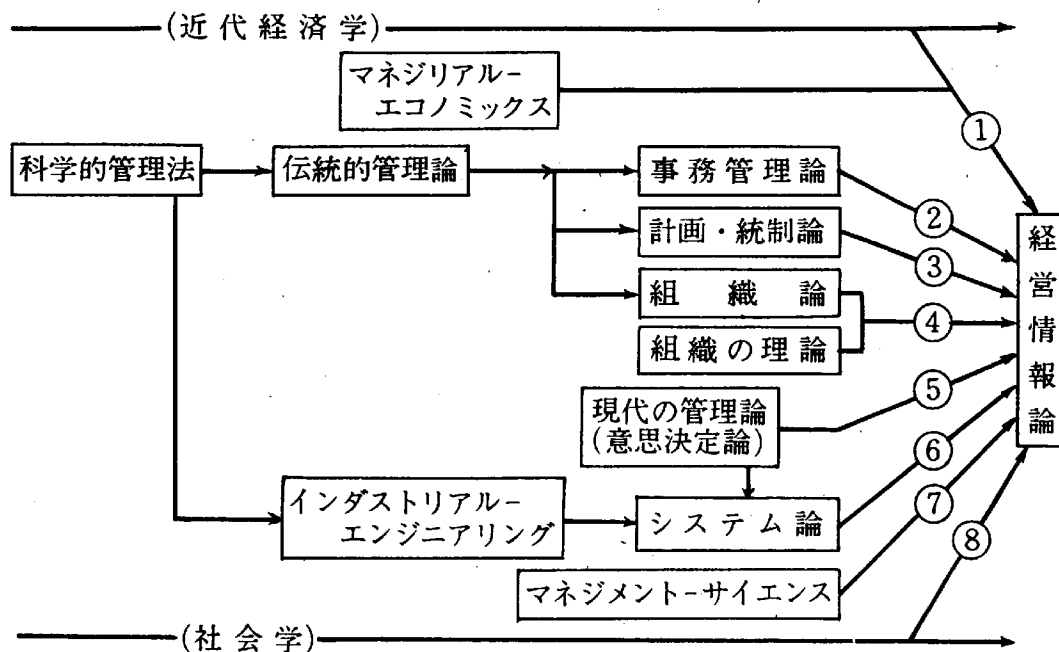 (近代経済学)
マネジリアル-
エコノミックス
①
科学的管理法
伝統的管理論
事務管理論
②
計画・統制論
③
組織論
④
組織の理論
経営情報論
現代の管理論
(意思決定論)
⑤
⑥
インダストリアル-
エンジニアリング
システム論
⑦
マネジメント-サイエンス
⑧
(社会学)